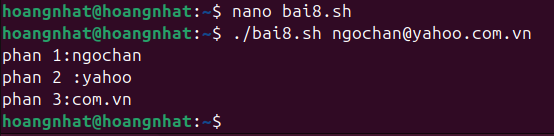 hoangnhat@hoangnhat:~$ nano bai8.sh
hoangnhat@hoangnhat:~$ ./bai8.sh ngochan@yahoo.com.vn
phan 1:ngochan
phan 2 :yahoo
phan 3:com.vn
hoangnhat@hoangnhat:~$